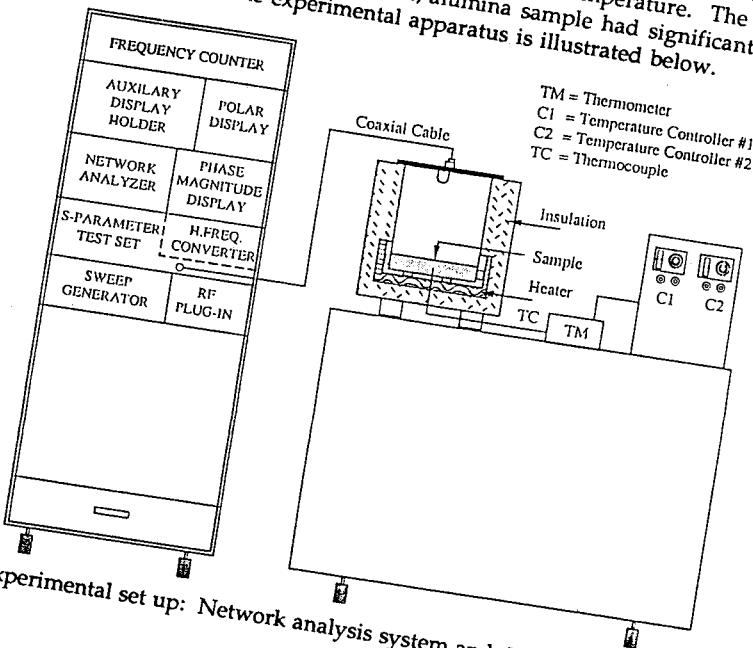 perature. The
alumina sample had significant
experimental apparatus is illustrated below.
FREQUENCY COUNTER
AUXILARY
DISPLAY
HOLDER
POLAR
DISPLAY
NETWORK
ANALYZER
PHASE
MAGNITUDE
DISPLAY
S-PARAMETER
TEST SET
H.FREQ.
CONVERTER
SWEEP
GENERATOR
RF
PLUG-IN
Coaxial Cable
TM = Thermometer
C1 = Temperature Controller #1
C2 = Temperature Controller #2
TC = Thermocouple
Insulation
Sample
Heater
TC
TM
C1
C2
xperimental set up: Network analysis system and